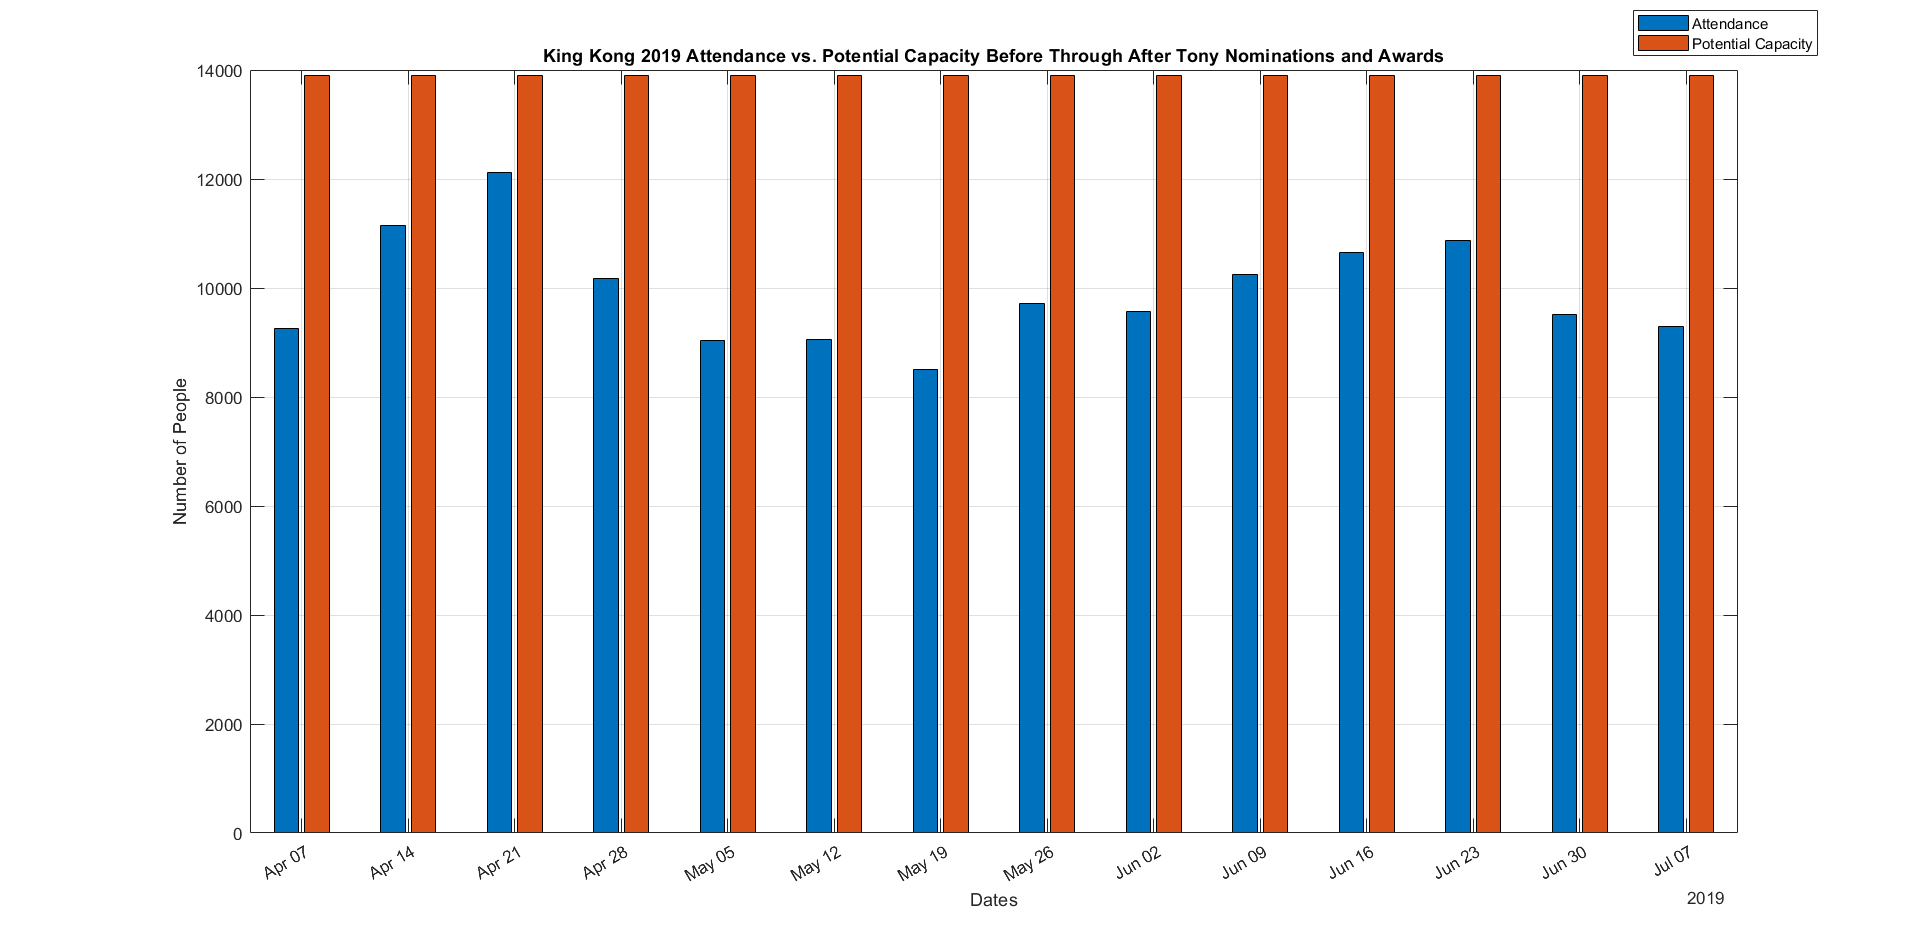 Attendance
Potential Capacity
King Kong 2019 Attendance vs. Potential Capacity Before Through After Tony Nominations and Awards
14000
12000
10000
8000
6000
4000
2000
0
Number of People
Apr 07
Apr 14
Apr 21
Apr 28
May 05
May 12
May 19
May 26
Jun 02
Jun 09
Jun 16
Jun 23
Jun 30
Jul 07
Dates
2019